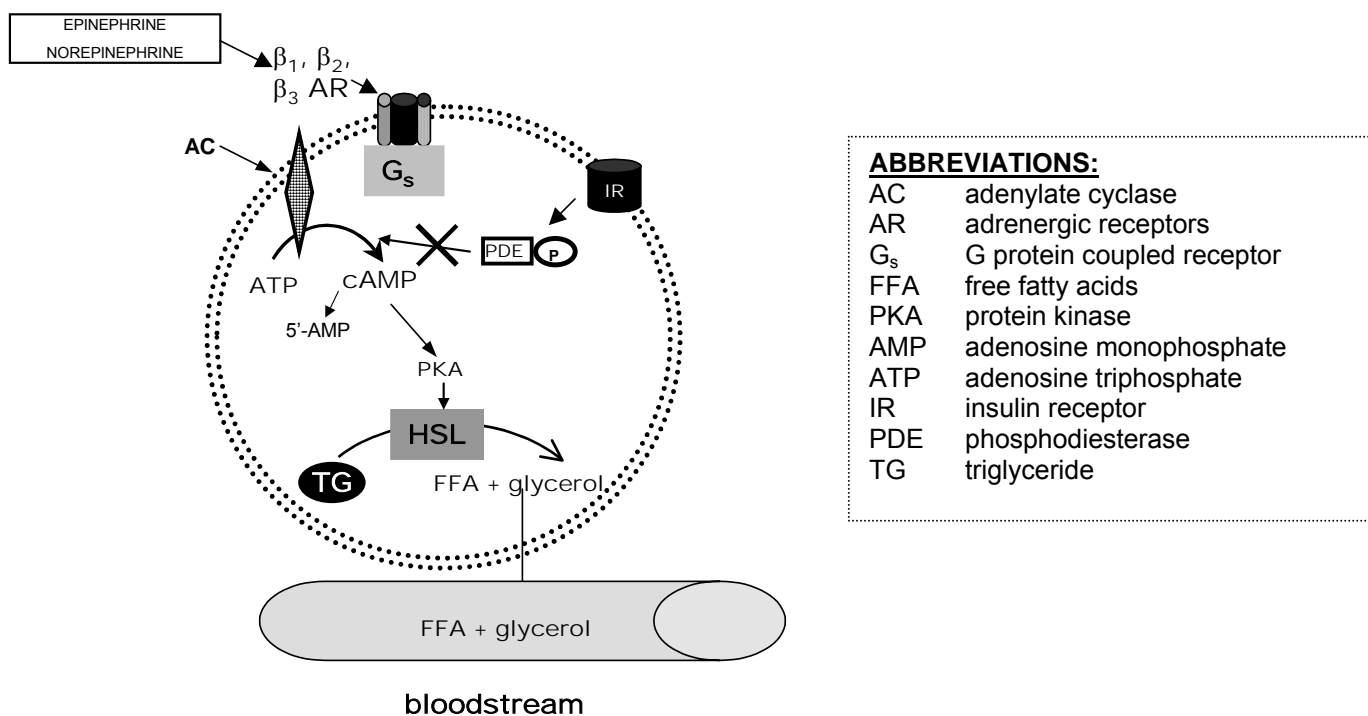 EPINEPHRINE
NOREPINEPHRINE
β1, β2,
β3 AR
AC
Gs
IR
PDE
P
ATP
cAMP
5'-AMP
PKA
HSL
TG
FFA + glycerol
FFA + glycerol
bloodstream
ABBREVIATIONS:
AC adenylate cyclase
AR adrenergic receptors
Gs G protein coupled receptor
FFA free fatty acids
PKA protein kinase
AMP adenosine monophosphate
ATP adenosine triphosphate
IR insulin receptor
PDE phosphodiesterase
TG triglyceride